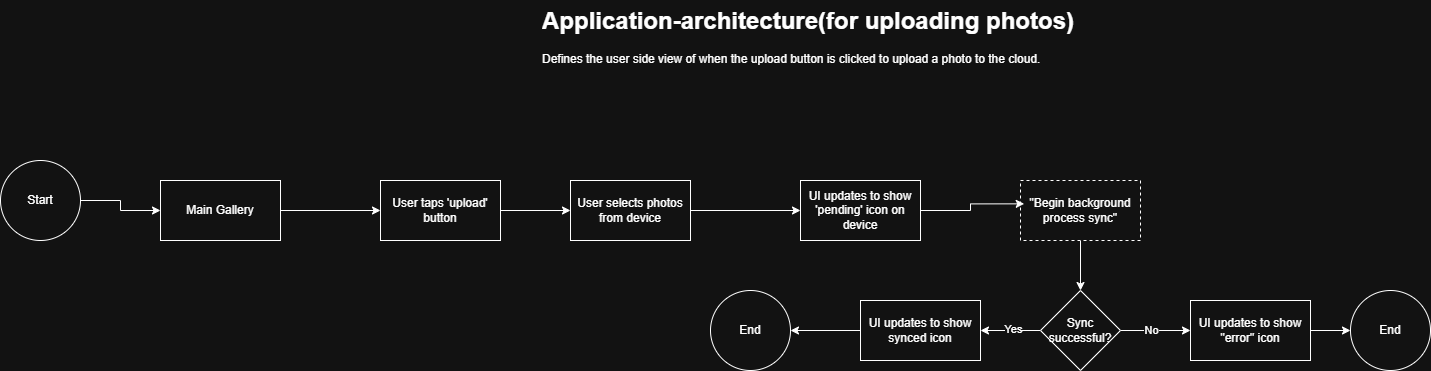 Application-architecture(for uploading photos)
Defines the user side view of when the upload button is clicked to upload a photo to the cloud.
Start
Main Gallery
User taps 'upload'
button
User selects photos
from device
UI updates to show
'pending' icon on
device
"Begin background
process sync"
End
UI updates to show
synced icon
Yes
Sync
successful?
No
UI updates to show
"error" icon
End